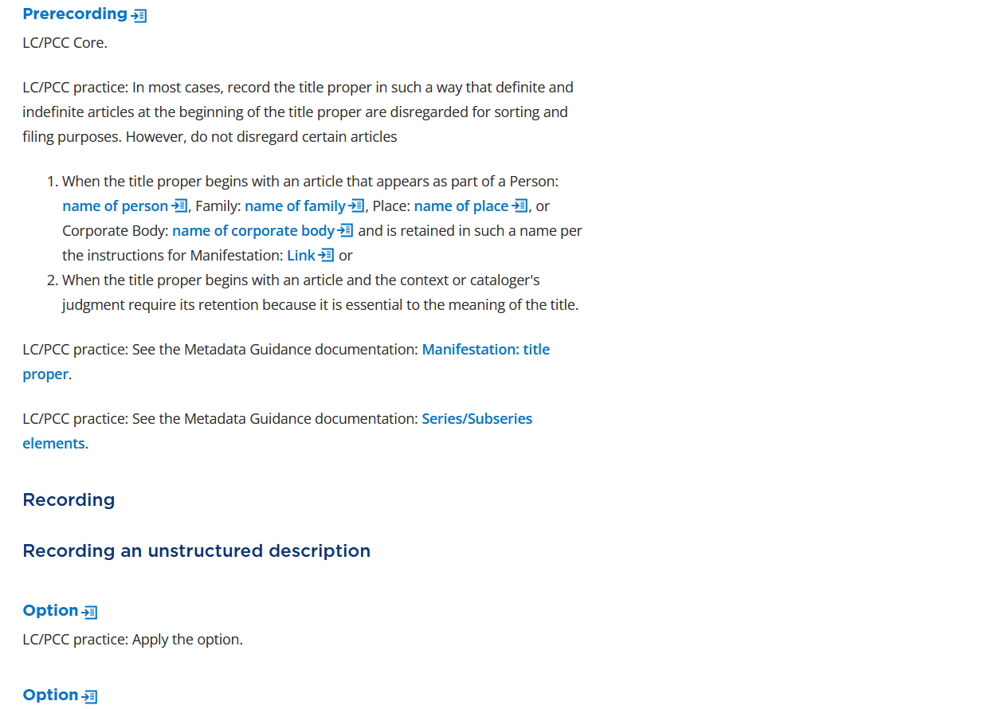 Prerecording
LC/PCC Core.
LC/PCC practice: In most cases, record the title proper in such a way that definite and
indefinite articles at the beginning of the title proper are disregarded for sorting and
filing purposes. However, do not disregard certain articles
1. When the title proper begins with an article that appears as part of a Person:
name of person, Family: name of family, Place: name of place, or
Corporate Body: name of corporate body and is retained in such a name per
the instructions for Manifestation: Link or
2. When the title proper begins with an article and the context or cataloger's
judgment require its retention because it is essential to the meaning of the title.
LC/PCC practice: See the Metadata Guidance documentation: Manifestation: title
proper.
LC/PCC practice: See the Metadata Guidance documentation: Series/Subseries
elements.
Recording
Recording an unstructured description
Option
LC/PCC practice: Apply the option.
Option